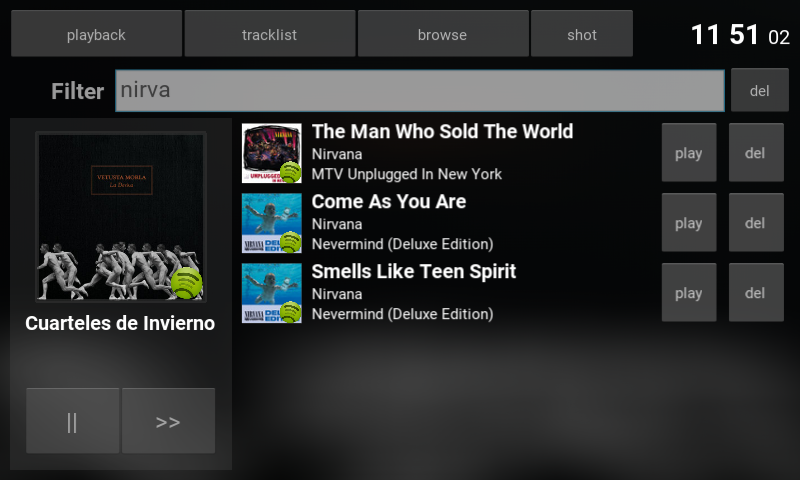 playback
tracklist
browse
shot
11 51 02
Filter
nirva
del
VETUSTA MORLA
La Deriva
Cuarteles de Invierno
||
>>
The Man Who Sold The World
Nirvana
MTV Unplugged In New York
play
del
Come As You Are
Nirvana
Nevermind (Deluxe Edition)
play
del
Smells Like Teen Spirit
Nirvana
Nevermind (Deluxe Edition)
play
del